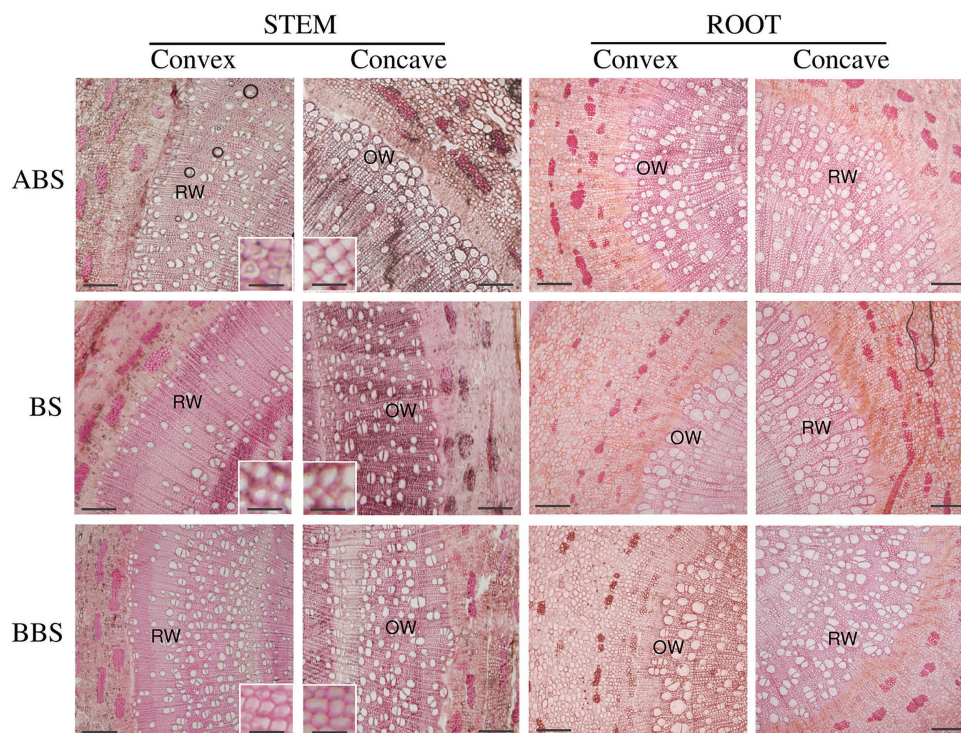 STEM ROOT
Convex Concave Convex Concave
ABS RW OW OW RW
BS RW OW OW RW
BBS RW OW OW RW